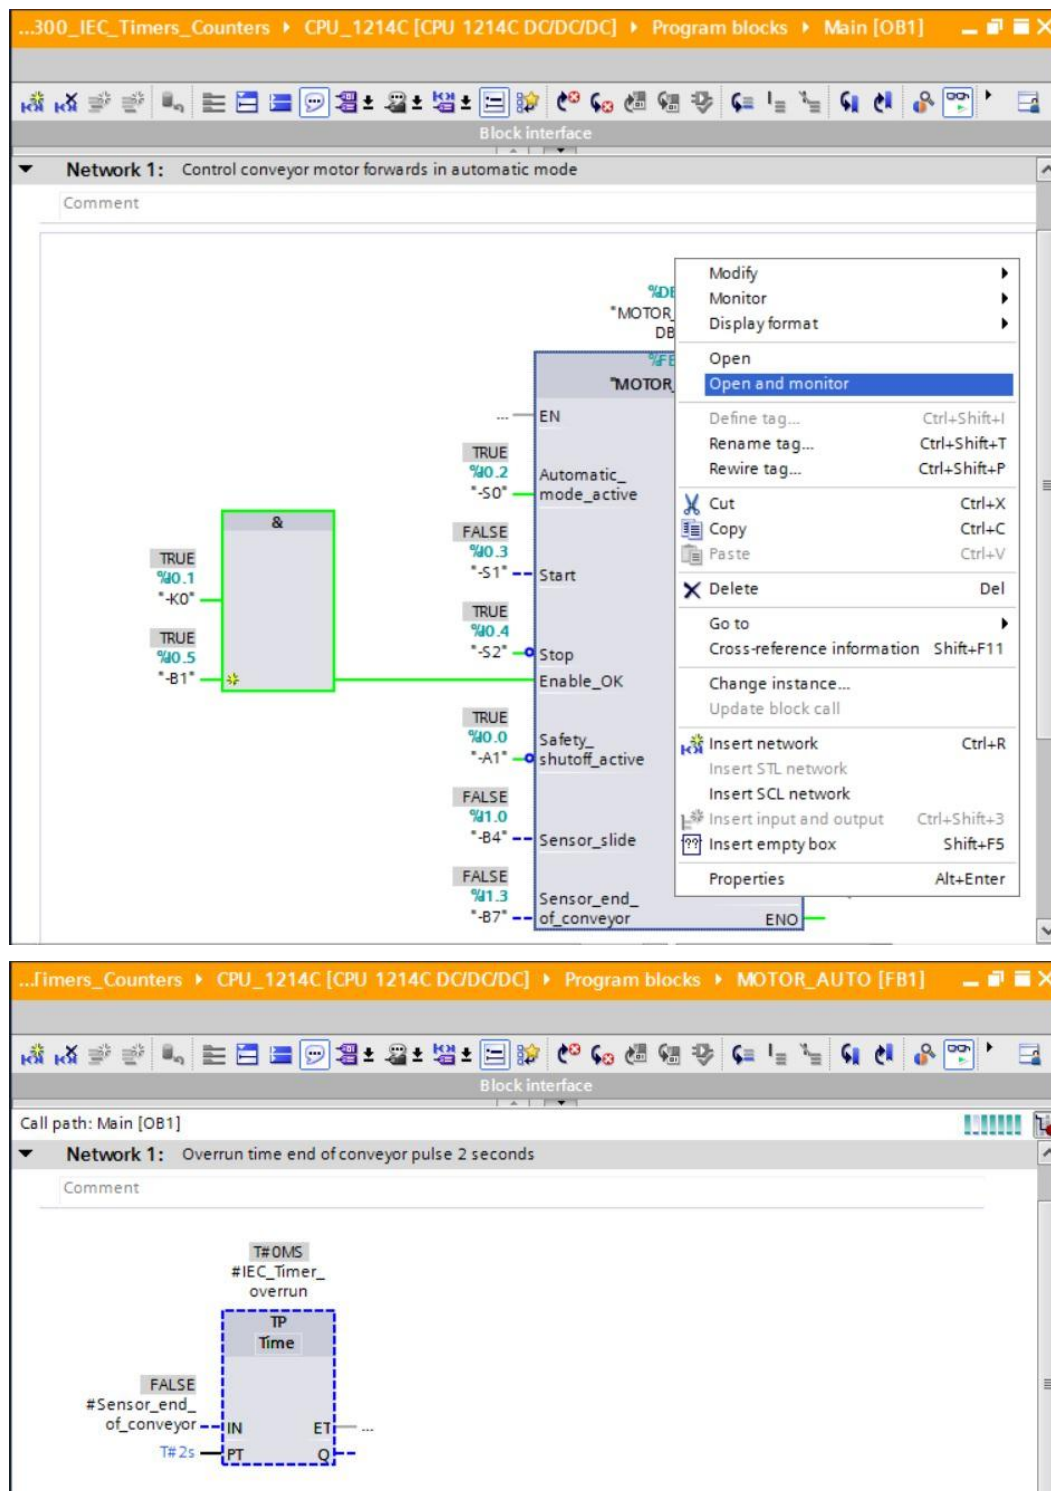 ...300_IEC_Timers_Counters ▸ CPU_1214C [CPU 1214C DC/DC/DC] ▸ Program blocks ▸ Main [OB1]
Block interface
Network 1: Control conveyor motor forwards in automatic mode
Comment
"MOTOR_
DB
"MOTOR_
... EN
TRUE
%I0.2
"-S0"
Automatic_
mode_active
FALSE
%I0.3
"-S1" Start
TRUE
%I0.4
"-S2" Stop
&
TRUE
%I0.1
"-K0"
TRUE
%I0.5
"-B1"
Enable_OK
TRUE
%I0.0
"-A1"
Safety_
shutoff_active
FALSE
%I1.0
"-B4" Sensor_slide
FALSE
%I1.3
"-B7"
Sensor_end_
of_conveyor
ENO
Modify
Monitor
Display format
Open
Open and monitor
Define tag... Ctrl+Shift+I
Rename tag... Ctrl+Shift+T
Rewire tag... Ctrl+Shift+P
Cut Ctrl+X
Copy Ctrl+C
Paste Ctrl+V
Delete Del
Go to
Cross-reference information Shift+F11
Change instance...
Update block call
Insert network Ctrl+R
Insert STL network
Insert SCL network
Insert input and output Ctrl+Shift+3
Insert empty box Shift+F5
Properties Alt+Enter
...Timers_Counters ▸ CPU_1214C [CPU 1214C DC/DC/DC] ▸ Program blocks ▸ MOTOR_AUTO [FB1]
Block interface
Call path: Main [OB1]
Network 1: Overrun time end of conveyor pulse 2 seconds
Comment
T#0MS
#IEC_Timer_
overrun
TP
Time
FALSE
#Sensor_end_
of_conveyor IN ET ...
T#2s PT Q